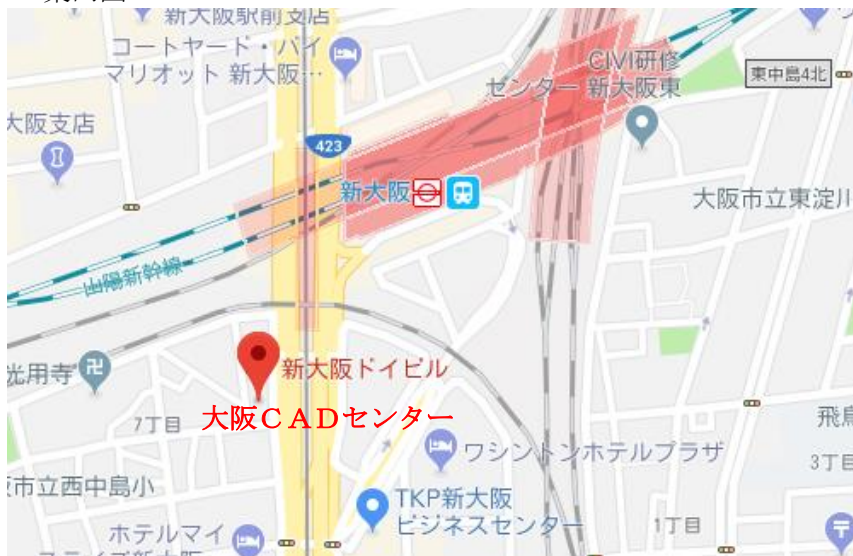 新大阪駅前支店
コートヤード・バイ
マリオット 新大阪…
CIVI研修
センター 新大阪東
東中島4北
大阪支店
423
新大阪
大阪市立東淀川
山陽新幹線
光用寺
新大阪ドイビル
大阪CADセンター
7丁目
飛鳥
ワシントンホテルプラザ
3丁目
市立西中島小
TKP新大阪
ビジネスセンター
1丁目
ホテルマイ